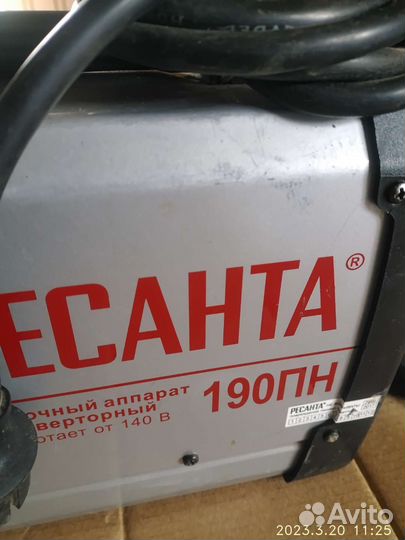 ЕСАНТА®
очный аппарат
верторный
отает от 140 В
190ПН
РЕСАНТА
Avito
2023.3.20 11:25